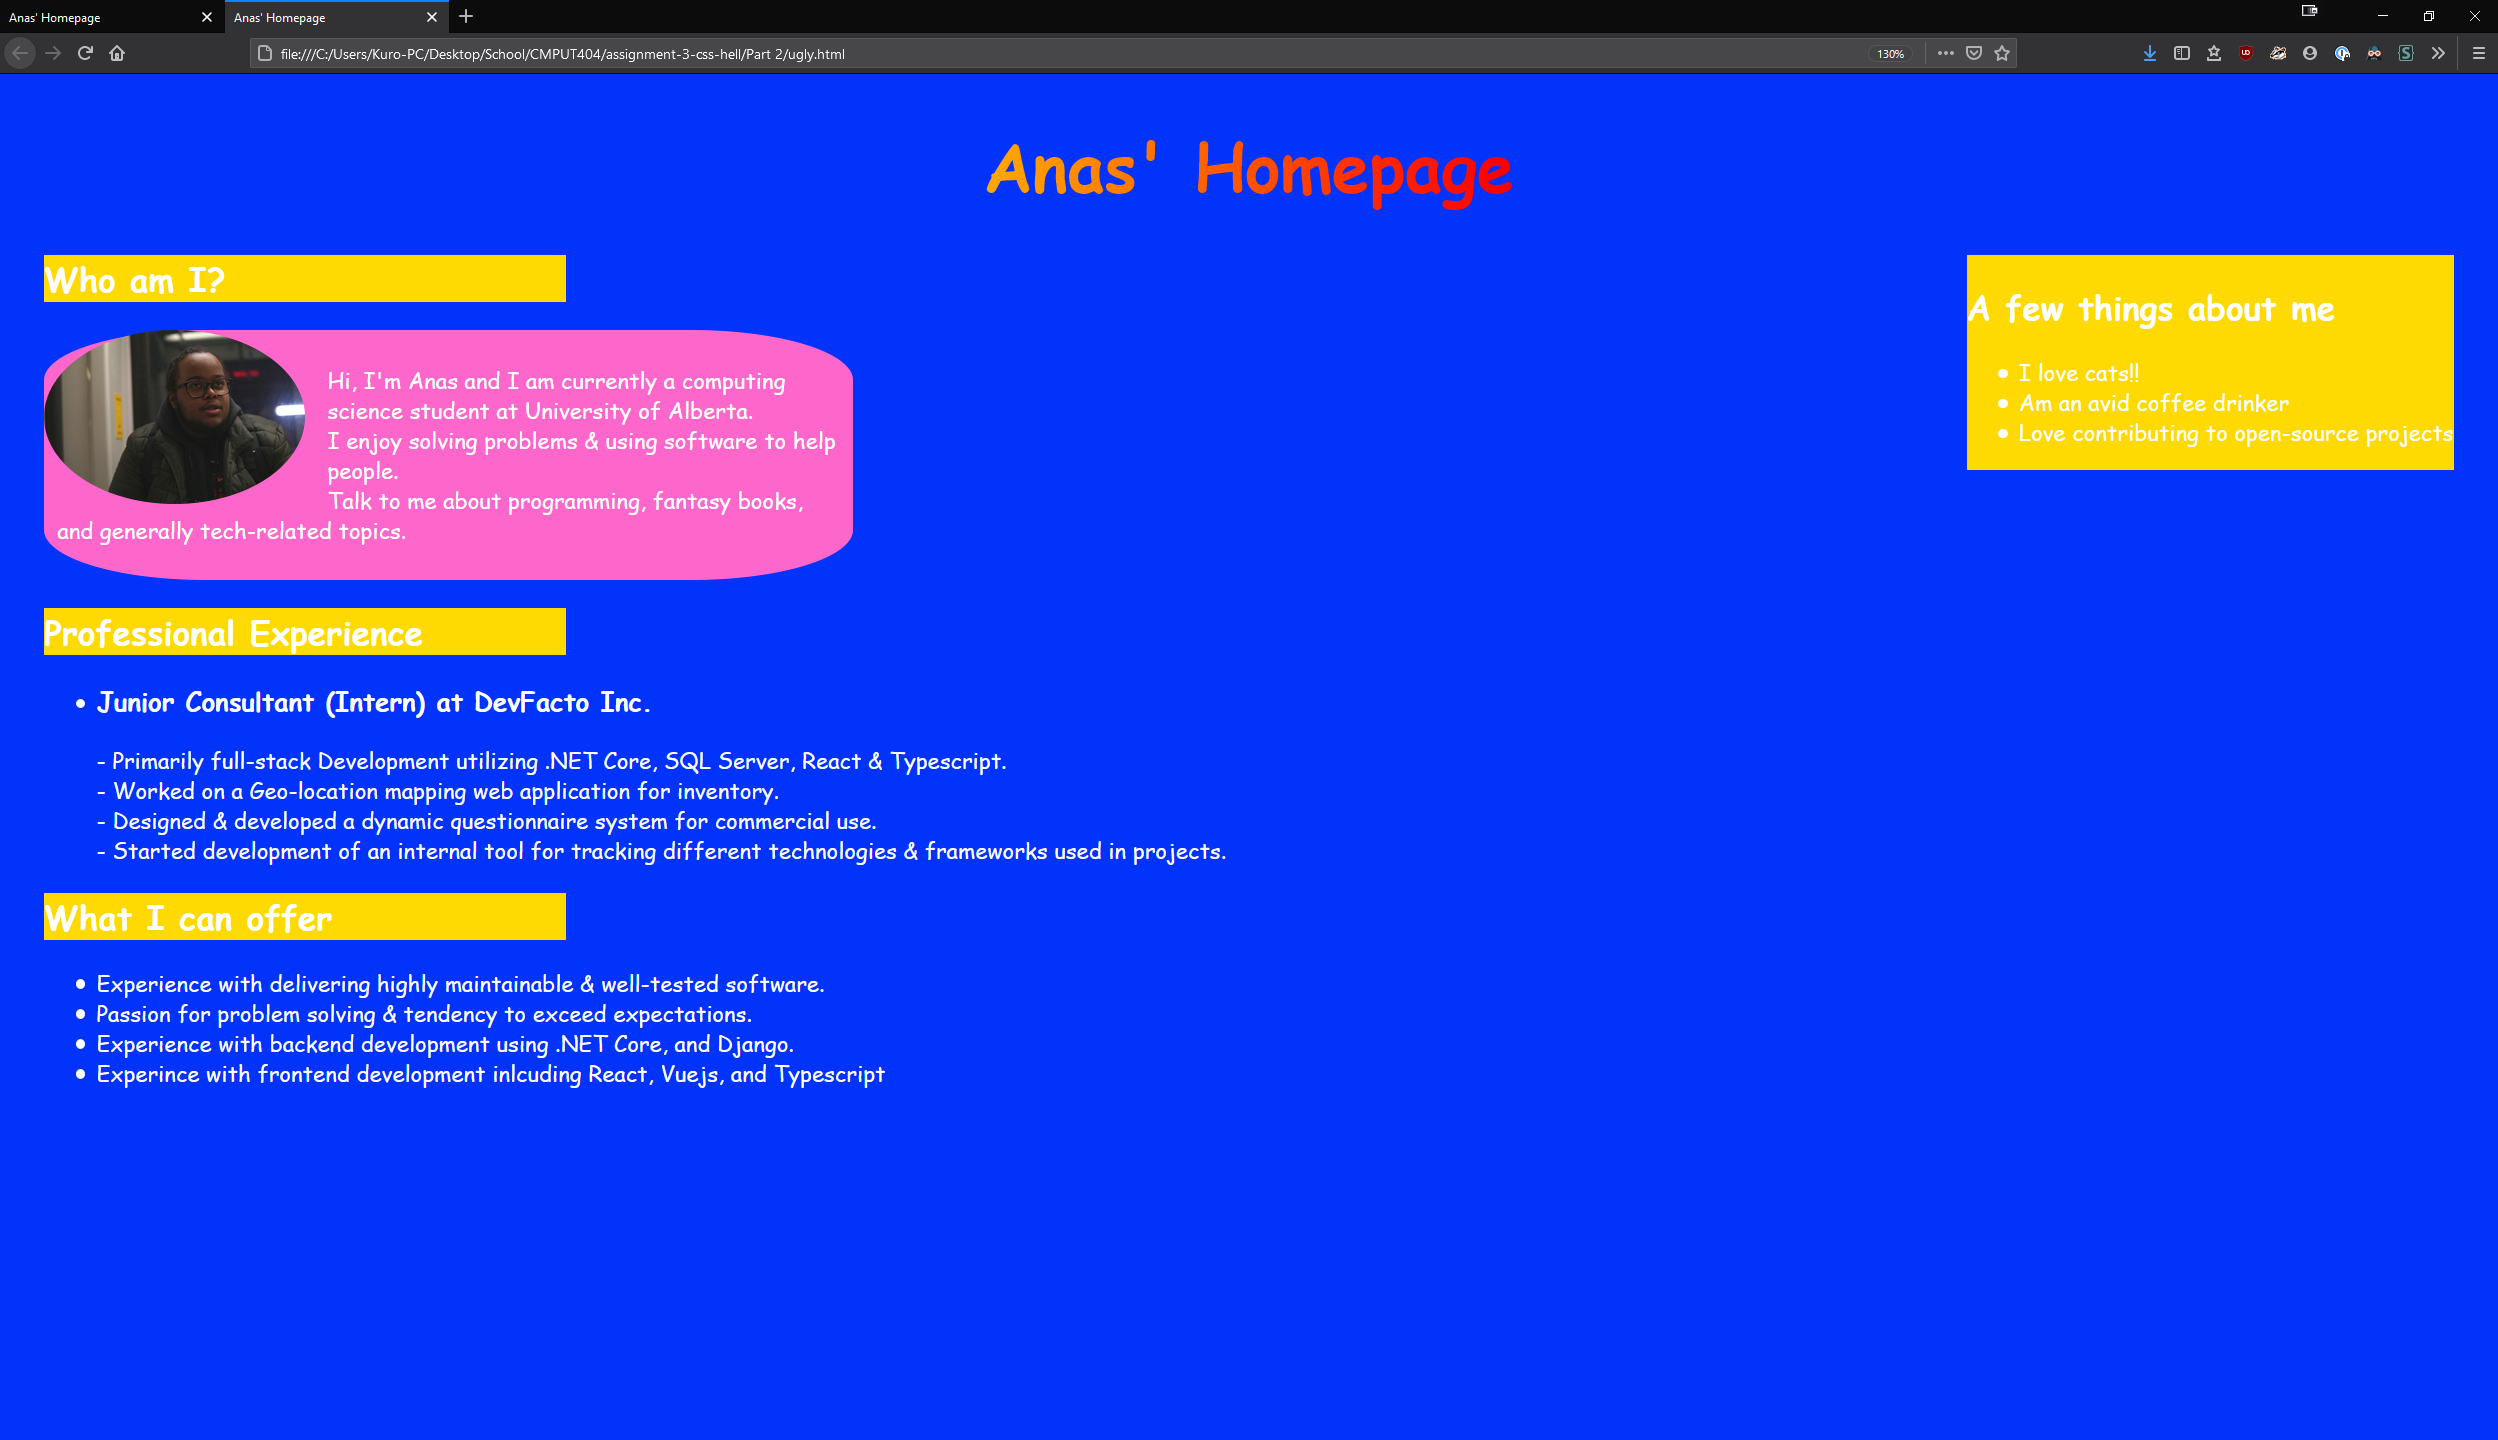 Anas' Homepage
Anas' Homepage
file:///C:/Users/Kuro-PC/Desktop/School/CMPUT404/assignment-3-css-hell/Part 2/ugly.html
130%
Anas' Homepage
Who am I?
Hi, I'm Anas and I am currently a computing
science student at University of Alberta.
I enjoy solving problems & using software to help
people.
Talk to me about programming, fantasy books,
and generally tech-related topics.
A few things about me
• I love cats!!
• Am an avid coffee drinker
• Love contributing to open-source projects
Professional Experience
• Junior Consultant (Intern) at DevFacto Inc.
- Primarily full-stack Development utilizing .NET Core, SQL Server, React & Typescript.
- Worked on a Geo-location mapping web application for inventory.
- Designed & developed a dynamic questionnaire system for commercial use.
- Started development of an internal tool for tracking different technologies & frameworks used in projects.
What I can offer
• Experience with delivering highly maintainable & well-tested software.
• Passion for problem solving & tendency to exceed expectations.
• Experience with backend development using .NET Core, and Django.
• Experince with frontend development inlcuding React, Vuejs, and Typescript